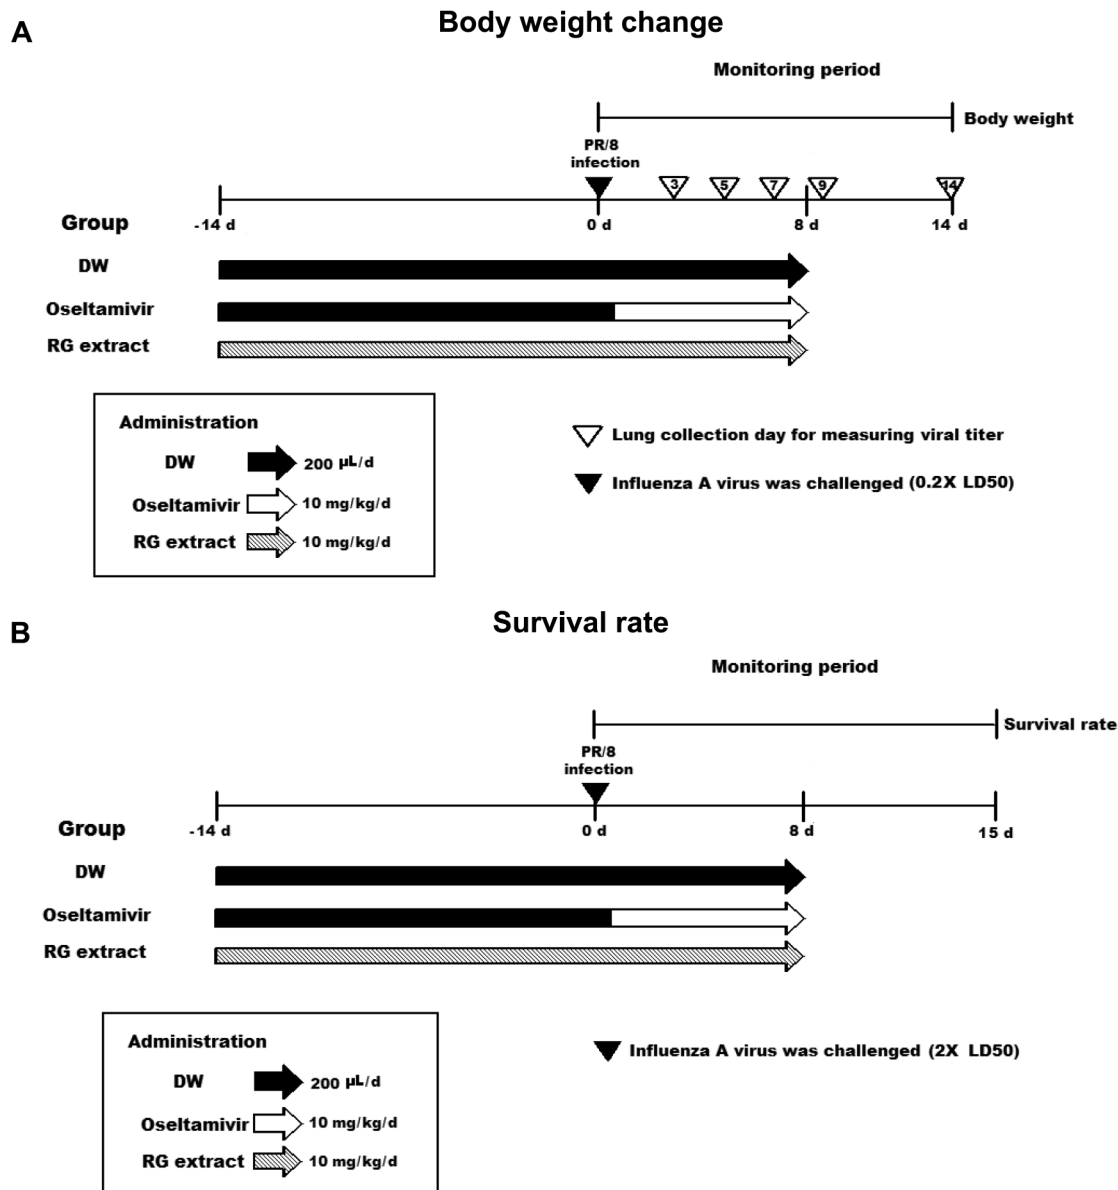 A
Body weight change
Monitoring period
Body weight
PR/8
infection
3 5 7 9 14
Group
-14 d 0 d 8 d 14 d
DW
Oseltamivir
RG extract
Administration
DW 200 µL/d
Oseltamivir 10 mg/kg/d
RG extract 10 mg/kg/d
Lung collection day for measuring viral titer
Influenza A virus was challenged (0.2X LD50)
B
Survival rate
Monitoring period
Survival rate
PR/8
infection
Group
-14 d 0 d 8 d 15 d
DW
Oseltamivir
RG extract
Administration
DW 200 µL/d
Oseltamivir 10 mg/kg/d
RG extract 10 mg/kg/d
Influenza A virus was challenged (2X LD50)